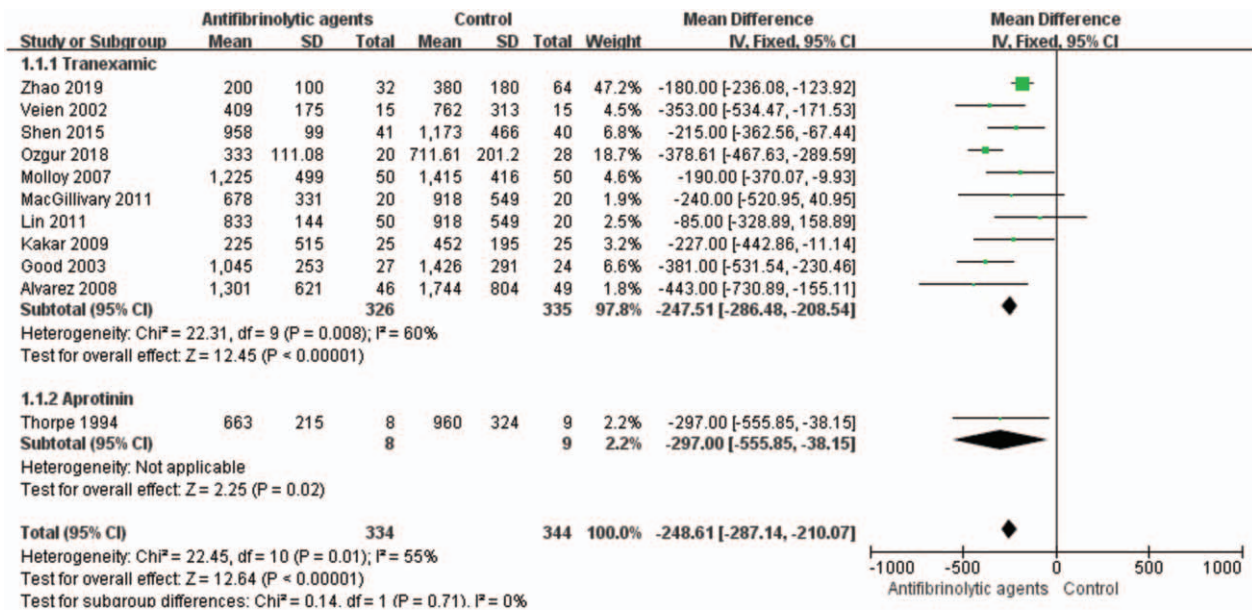 Antifibrinolytic agents Control Mean Difference Mean Difference
Study or Subgroup Mean SD Total Mean SD Total Weight IV, Fixed, 95% CI IV, Fixed, 95% CI
1.1.1 Tranexamic
Zhao 2019 200 100 32 380 180 64 47.2% -180.00 [-236.08, -123.92]
Veien 2002 409 175 15 762 313 15 4.5% -353.00 [-534.47, -171.53]
Shen 2015 958 99 41 1,173 466 40 6.8% -215.00 [-362.56, -67.44]
Ozgur 2018 333 111.08 20 711.61 201.2 28 18.7% -378.61 [-467.63, -289.59]
Molloy 2007 1,225 499 50 1,415 416 50 4.6% -190.00 [-370.07, -9.93]
MacGillivary 2011 678 331 20 918 549 20 1.9% -240.00 [-520.95, 40.95]
Lin 2011 833 144 50 918 549 20 2.5% -85.00 [-328.89, 158.89]
Kakar 2009 225 515 25 452 195 25 3.2% -227.00 [-442.86, -11.14]
Good 2003 1,045 253 27 1,426 291 24 6.6% -381.00 [-531.54, -230.46]
Alvarez 2008 1,301 621 46 1,744 804 49 1.8% -443.00 [-730.89, -155.11]
Subtotal (95% CI) 326 335 97.8% -247.51 [-286.48, -208.54]
Heterogeneity: Chi² = 22.31, df = 9 (P = 0.008); I² = 60%
Test for overall effect: Z = 12.45 (P < 0.00001)
1.1.2 Aprotinin
Thorpe 1994 663 215 8 960 324 9 2.2% -297.00 [-555.85, -38.15]
Subtotal (95% CI) 8 9 2.2% -297.00 [-555.85, -38.15]
Heterogeneity: Not applicable
Test for overall effect: Z = 2.25 (P = 0.02)
Total (95% CI) 334 344 100.0% -248.61 [-287.14, -210.07]
Heterogeneity: Chi² = 22.45, df = 10 (P = 0.01); I² = 55%
Test for overall effect: Z = 12.64 (P < 0.00001)
Test for subgroup differences: Chi² = 0.14, df = 1 (P = 0.71), I² = 0%
-1000 -500 0 500 1000
Antifibrinolytic agents Control